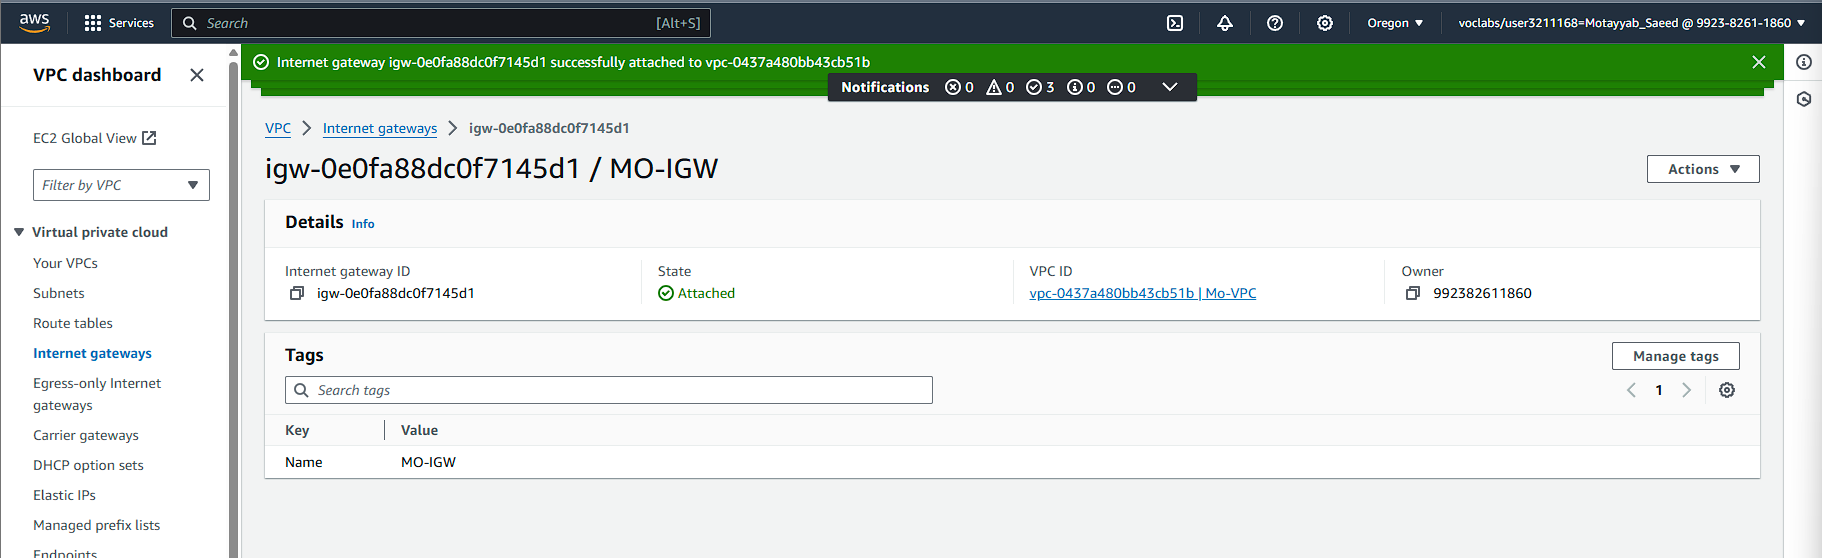 aws
Services
Search
[Alt+S]
Oregon
voclabs/user3211168=Motayyab_Saeed @ 9923-8261-1860
VPC dashboard
EC2 Global View
Filter by VPC
Virtual private cloud
Your VPCs
Subnets
Route tables
Internet gateways
Egress-only Internet
gateways
Carrier gateways
DHCP option sets
Elastic IPs
Managed prefix lists
Endpoints
Internet gateway igw-0e0fa88dc0f7145d1 successfully attached to vpc-0437a480bb43cb51b
Notifications 0 0 3 0 0
VPC > Internet gateways > igw-0e0fa88dc0f7145d1
igw-0e0fa88dc0f7145d1 / MO-IGW
Actions
Details Info
Internet gateway ID
igw-0e0fa88dc0f7145d1
State
Attached
VPC ID
vpc-0437a480bb43cb51b | Mo-VPC
Owner
992382611860
Tags
Manage tags
Search tags
1
Key Value
Name MO-IGW